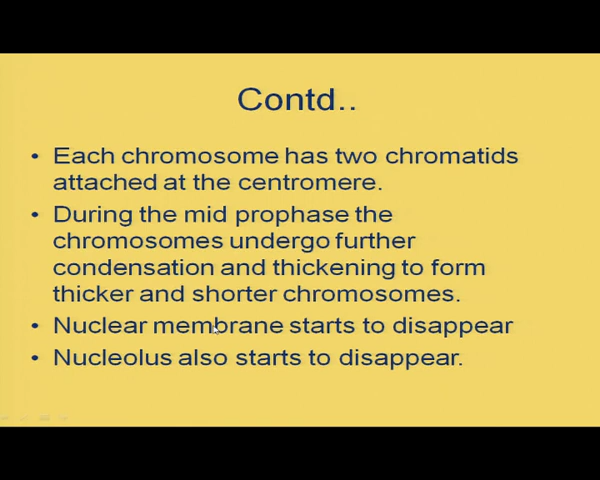 Contd..
• Each chromosome has two chromatids
attached at the centromere.
• During the mid prophase the
chromosomes undergo further
condensation and thickening to form
thicker and shorter chromosomes.
• Nuclear membrane starts to disappear
• Nucleolus also starts to disappear.